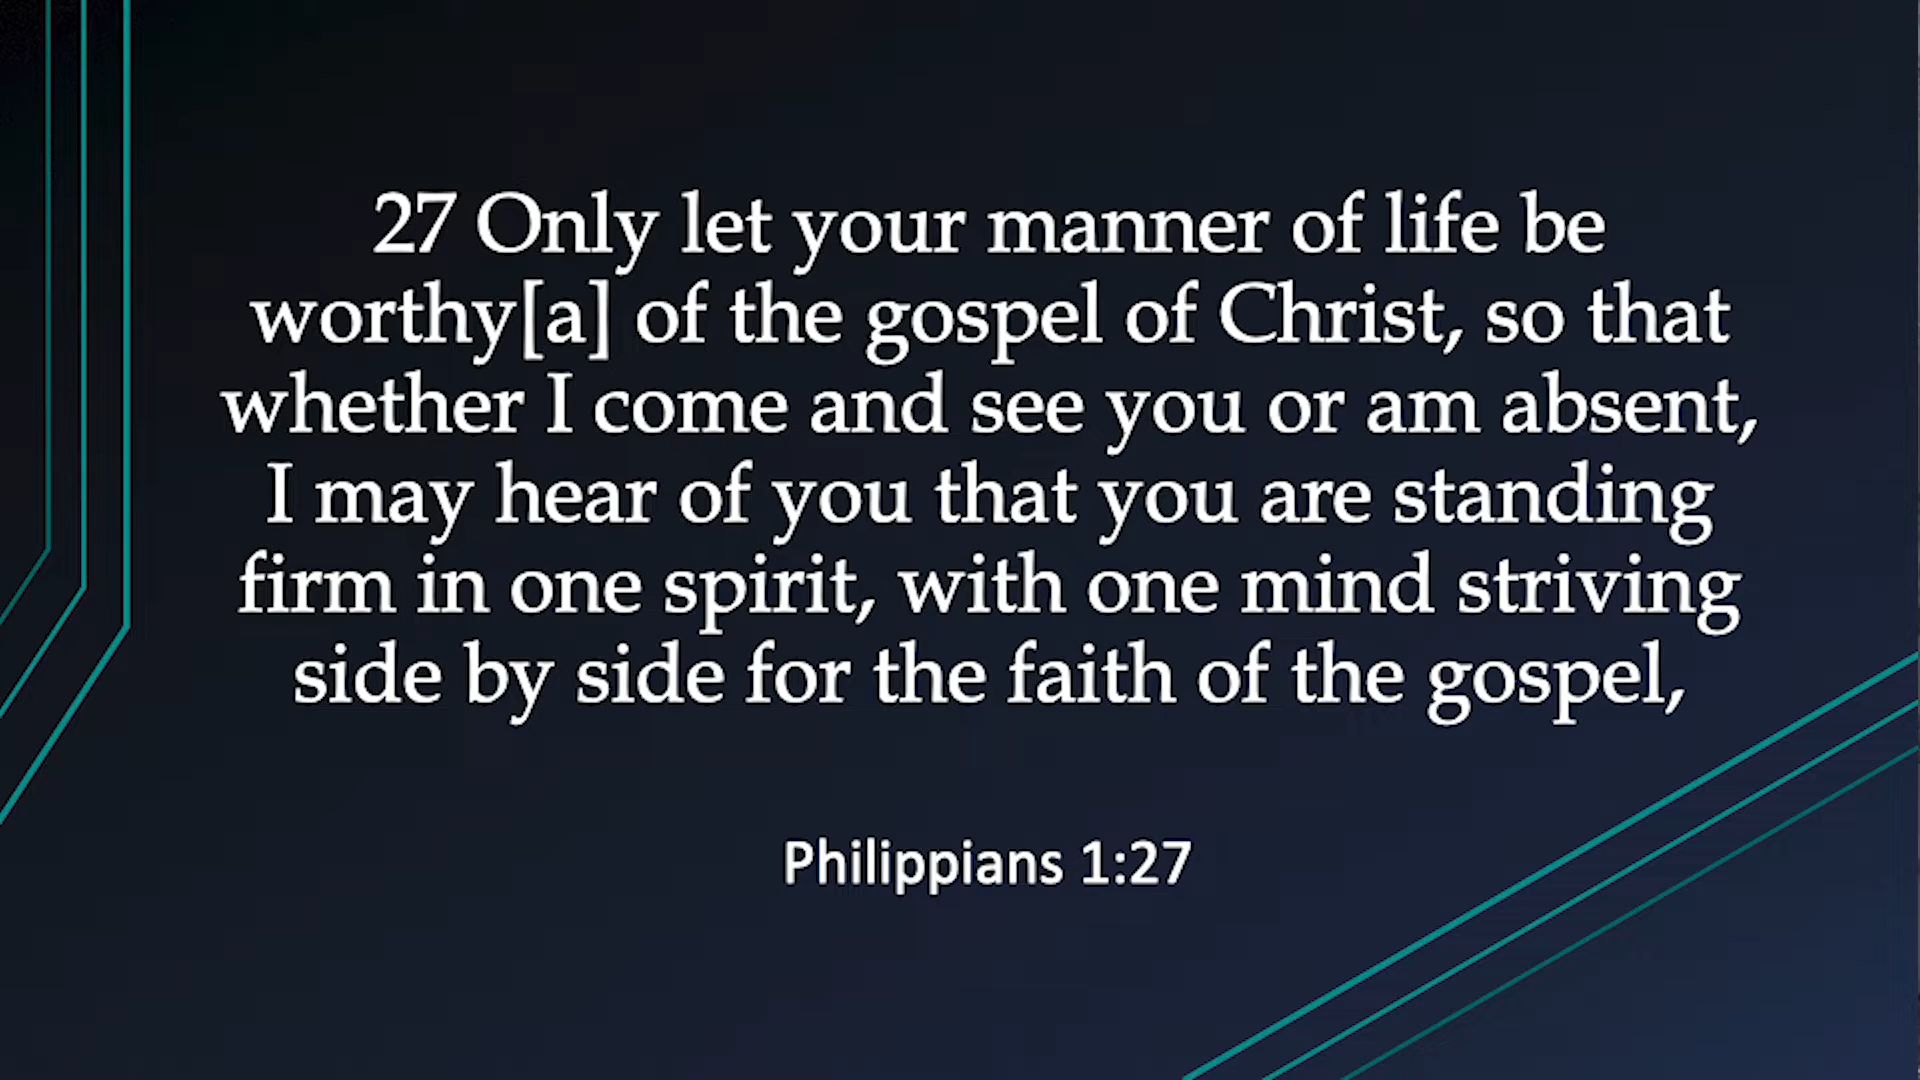 27 Only let your manner of life be
worthy[a] of the gospel of Christ, so that
whether I come and see you or am absent,
I may hear of you that you are standing
firm in one spirit, with one mind striving
side by side for the faith of the gospel,
Philippians 1:27